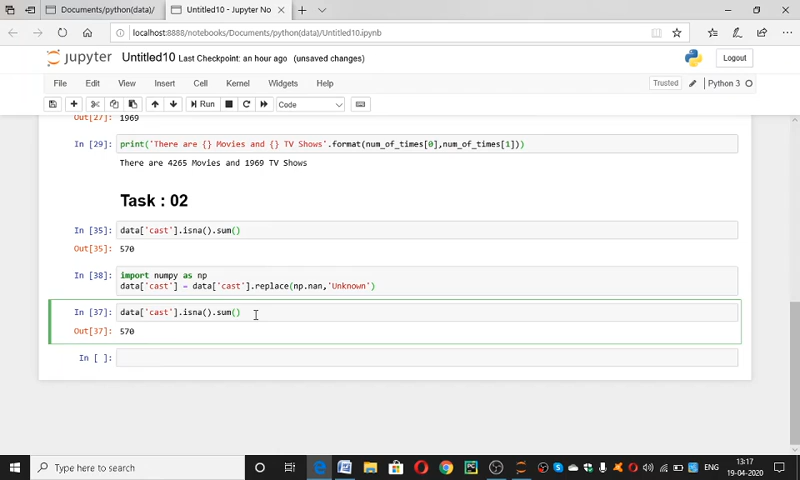 Documents/python(data)/
Untitled10 - Jupyter No
localhost:8888/notebooks/Documents/python(data)/Untitled10.ipynb
jupyter Untitled10 Last Checkpoint: an hour ago (unsaved changes)
Logout
File Edit View Insert Cell Kernel Widgets Help
Trusted
Python 3
Run
Code
Out[27]: 1969
In [29]: print('There are {} Movies and {} TV Shows'.format(num_of_times[0],num_of_times[1]))
There are 4265 Movies and 1969 TV Shows
Task : 02
In [35]: data['cast'].isna().sum()
Out[35]: 570
In [38]: import numpy as np
data['cast'] = data['cast'].replace(np.nan,'Unknown')
In [37]: data['cast'].isna().sum()
Out[37]: 570
In [ ]:
Type here to search
ENG
13:17
19-04-2020